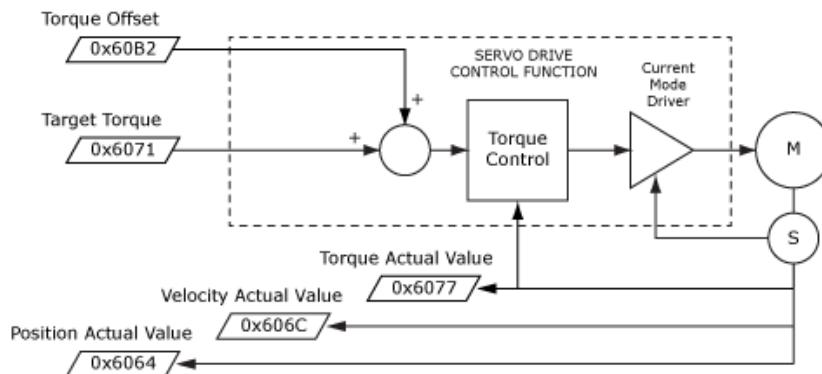 Torque Offset
0x60B2
SERVO DRIVE
CONTROL FUNCTION
Current
Mode
Driver
+
Target Torque
+
0x6071
Torque
Control
M
S
Torque Actual Value
0x6077
Velocity Actual Value
0x606C
Position Actual Value
0x6064